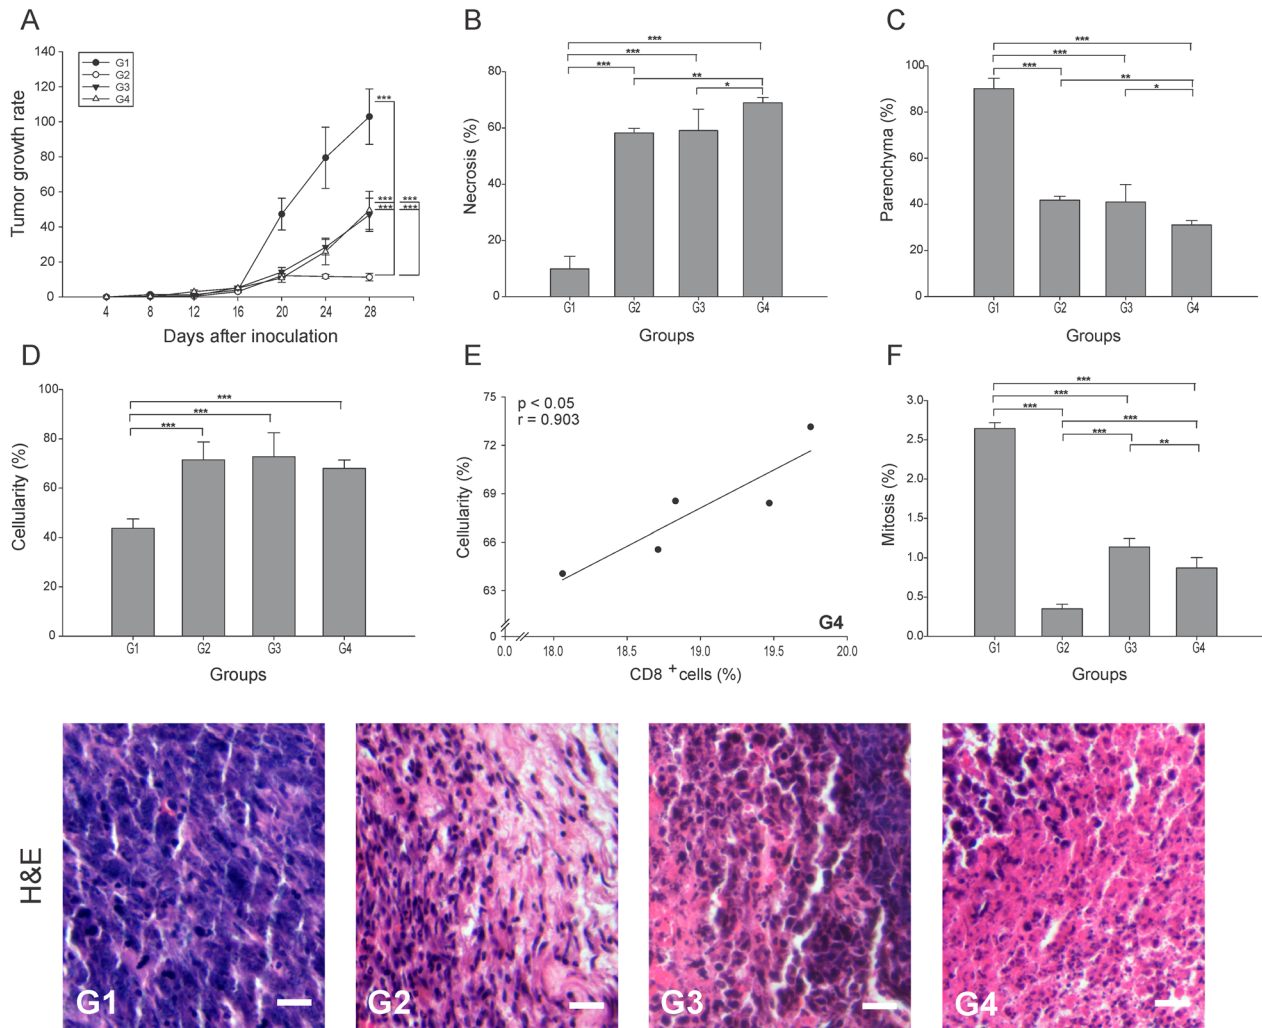 A
Tumor growth rate
140
120
100
80
60
40
20
0
G1
G2
G3
G4
***
*** ***
*** ***
4 8 12 16 20 24 28
Days after inoculation
B
Necrosis (%)
80
60
40
20
0
***
***
***
**
*
G1 G2 G3 G4
Groups
C
Parenchyma (%)
100
80
60
40
20
0
***
***
***
**
*
G1 G2 G3 G4
Groups
D
Cellularity (%)
100
80
60
40
20
0
***
***
***
G1 G2 G3 G4
Groups
E
Cellularity (%)
75
72
69
66
63
0
p < 0.05
r = 0.903
G4
0.0 18.0 18.5 19.0 19.5 20.0
CD8 + cells (%)
F
Mitosis (%)
3.0
2.5
2.0
1.5
1.0
0.5
0.0
***
***
***
***
***
**
G1 G2 G3 G4
Groups
H&E
G1
G2
G3
G4